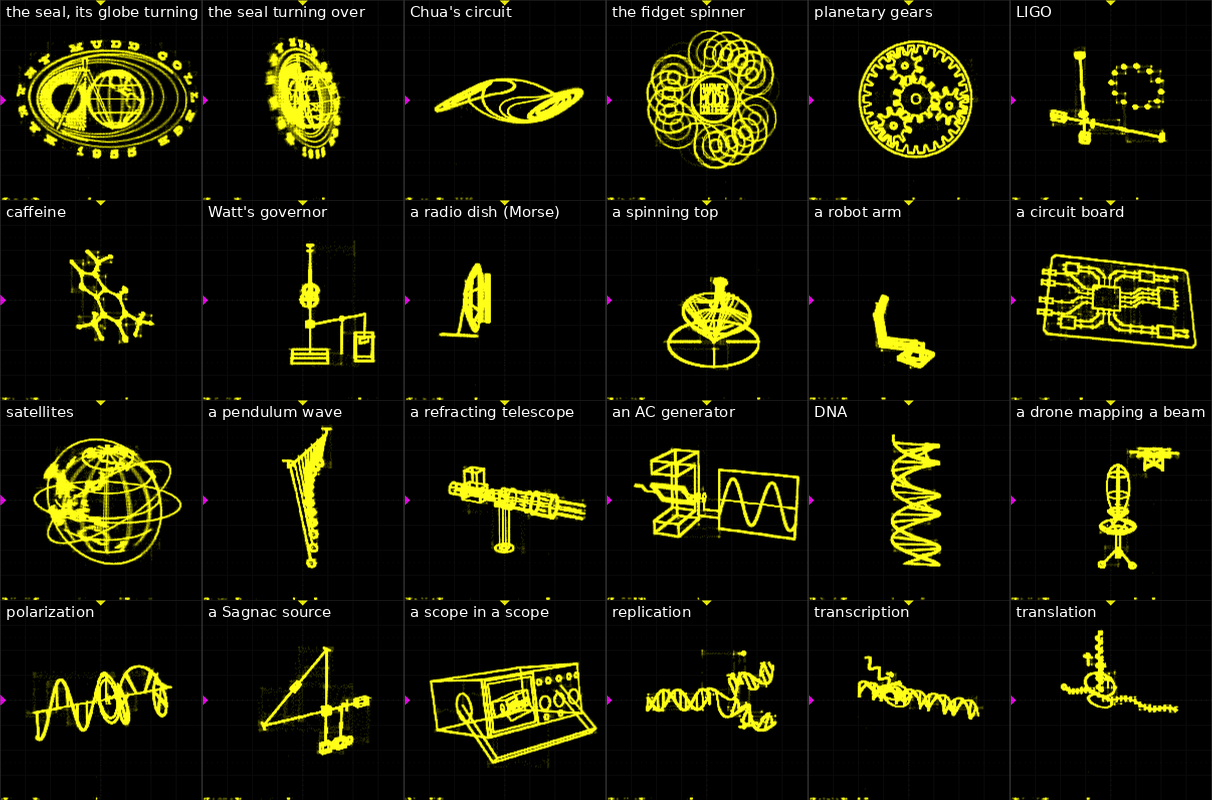 the seal, its globe turning
the seal turning over
Chua's circuit
the fidget spinner
planetary gears
LIGO
caffeine
Watt's governor
a radio dish (Morse)
a spinning top
a robot arm
a circuit board
satellites
a pendulum wave
a refracting telescope
an AC generator
DNA
a drone mapping a beam
polarization
a Sagnac source
a scope in a scope
replication
transcription
translation